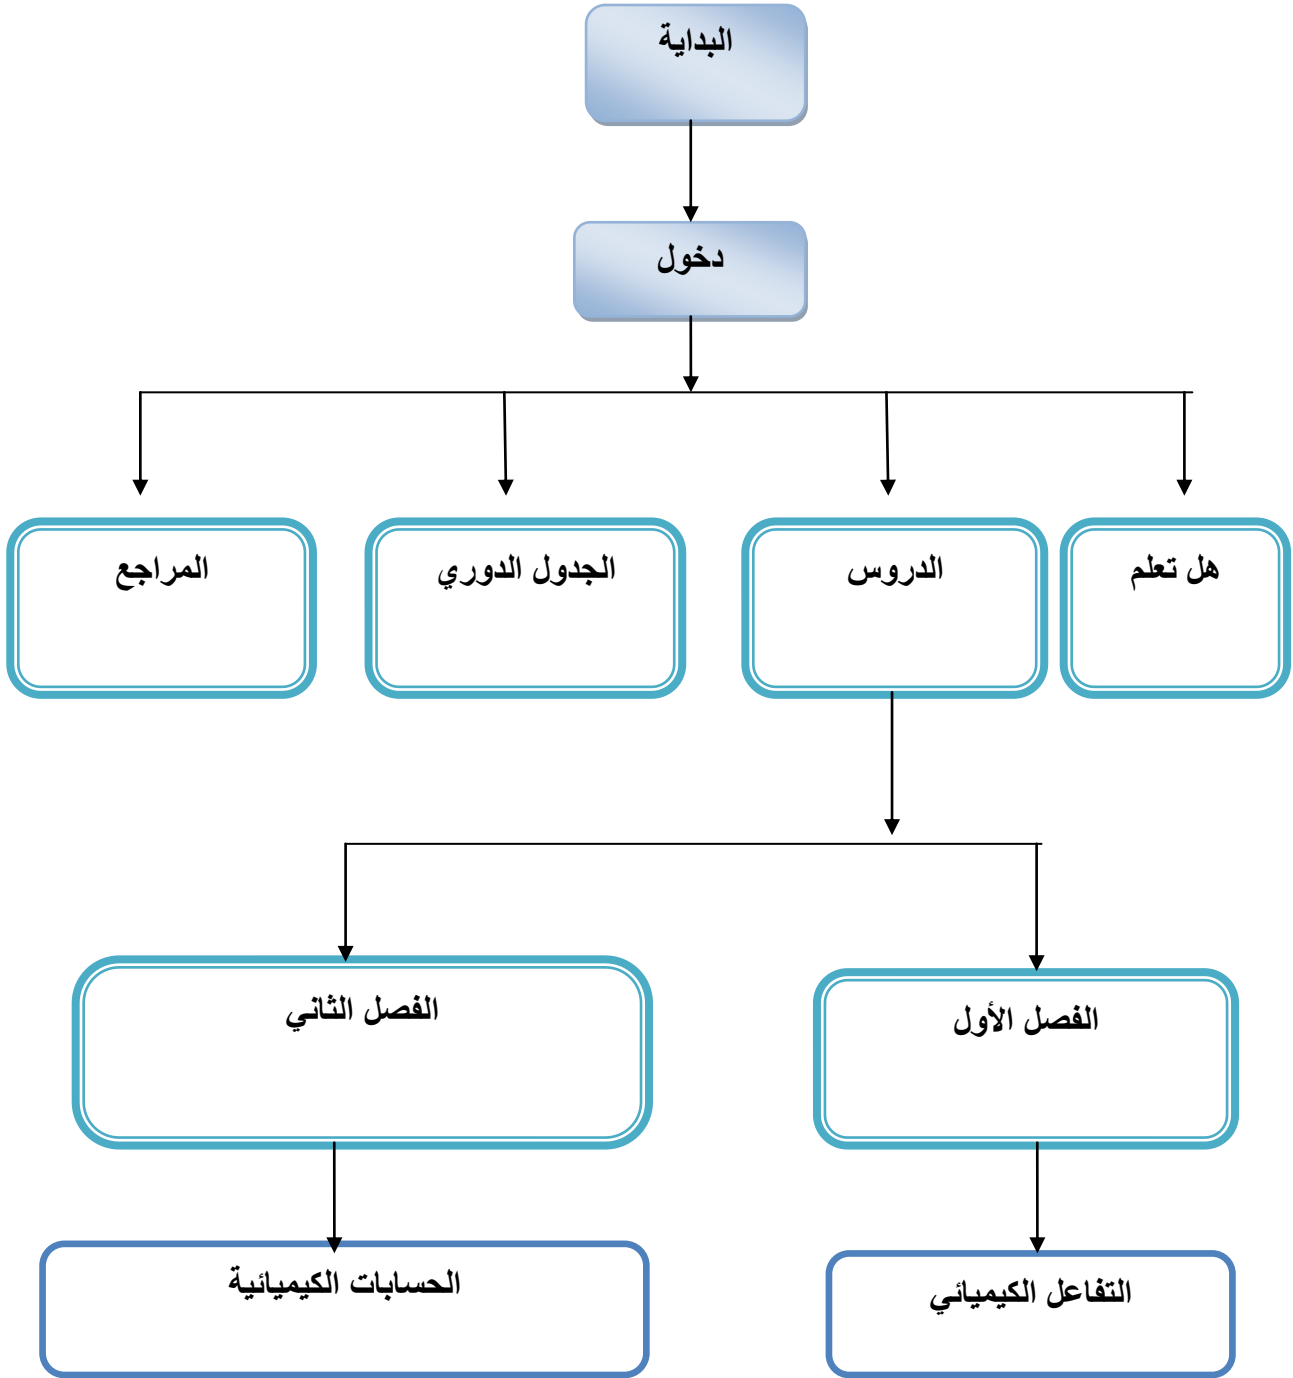 البداية
دخول
هل تعلم
الدروس
الجدول الدوري
المراجع
الفصل الأول
الفصل الثاني
التفاعل الكيميائي
الحسابات الكيميائية